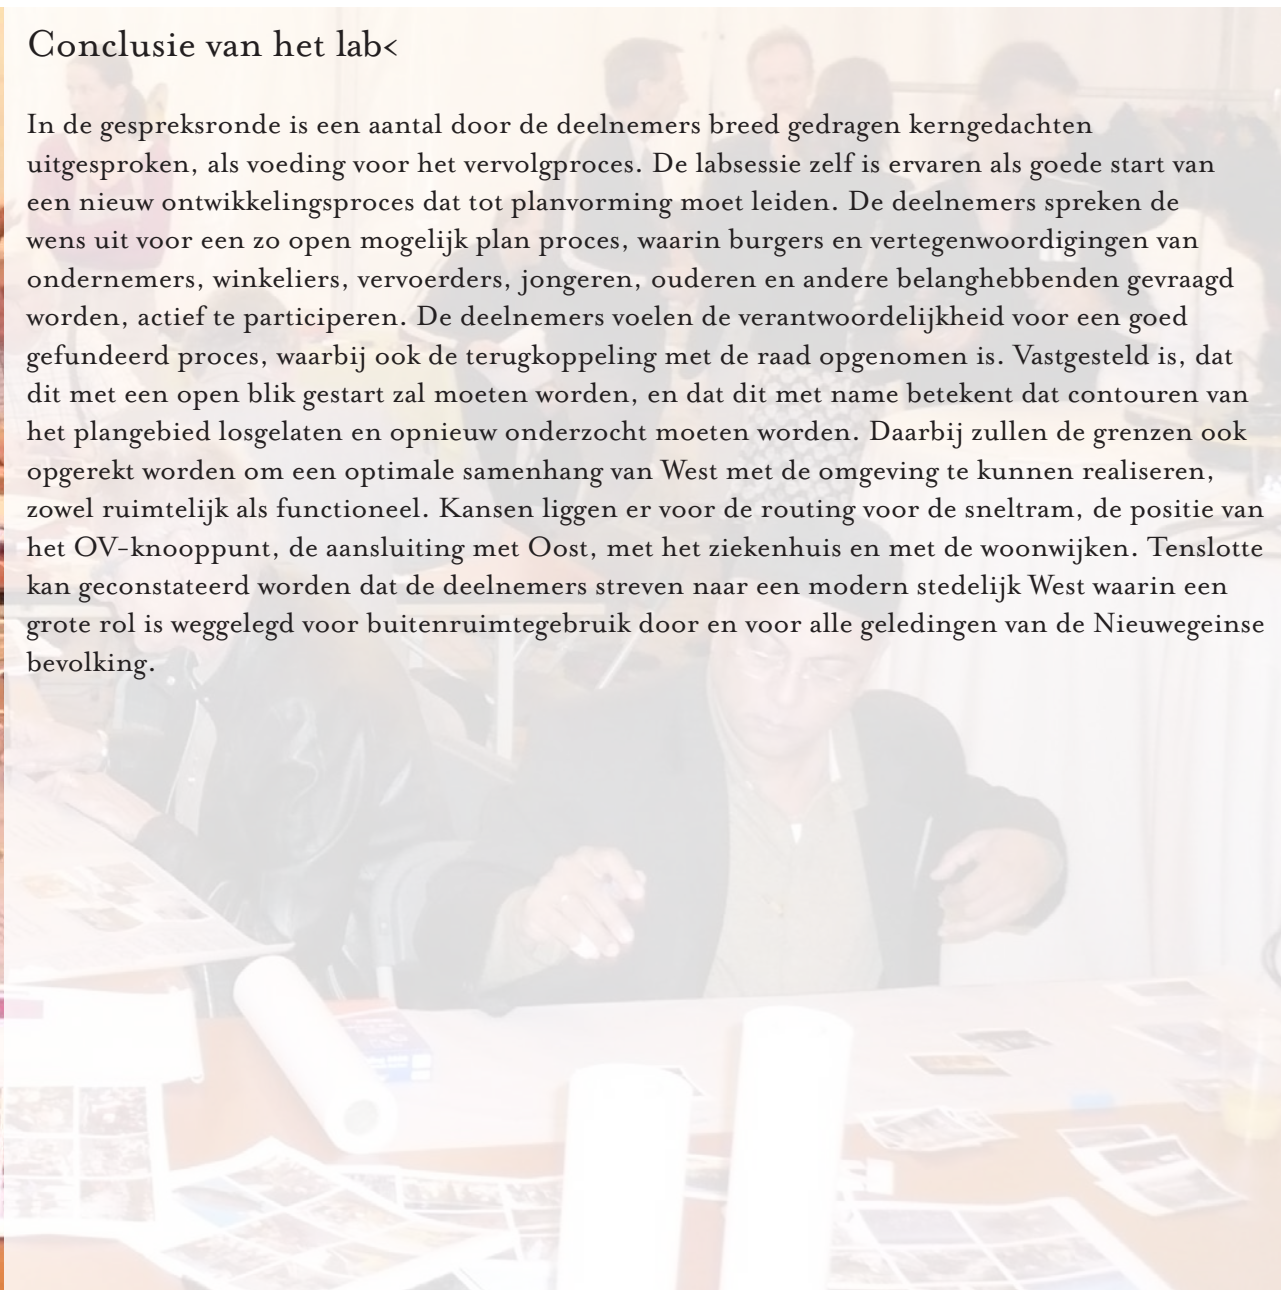 Conclusie van het lab<
In de gespreksronde is een aantal door de deelnemers breed gedragen kerngedachten
uitgesproken, als voeding voor het vervolgproces. De labsessie zelf is ervaren als goede start van
een nieuw ontwikkelingsproces dat tot planvorming moet leiden. De deelnemers spreken de
wens uit voor een zo open mogelijk plan proces, waarin burgers en vertegenwoordigingen van
ondernemers, winkeliers, vervoerders, jongeren, ouderen en andere belanghebbenden gevraagd
worden, actief te participeren. De deelnemers voelen de verantwoordelijkheid voor een goed
gefundeerd proces, waarbij ook de terugkoppeling met de raad opgenomen is. Vastgesteld is, dat
dit met een open blik gestart zal moeten worden, en dat dit met name betekent dat contouren van
het plangebied losgelaten en opnieuw onderzocht moeten worden. Daarbij zullen de grenzen ook
opgerekt worden om een optimale samenhang van West met de omgeving te kunnen realiseren,
zowel ruimtelijk als functioneel. Kansen liggen er voor de routing voor de sneltram, de positie van
het OV-knooppunt, de aansluiting met Oost, met het ziekenhuis en met de woonwijken. Tenslotte
kan geconstateerd worden dat de deelnemers streven naar een modern stedelijk West waarin een
grote rol is weggelegd voor buitenruimtegebruik door en voor alle geledingen van de Nieuwegeinse
bevolking.